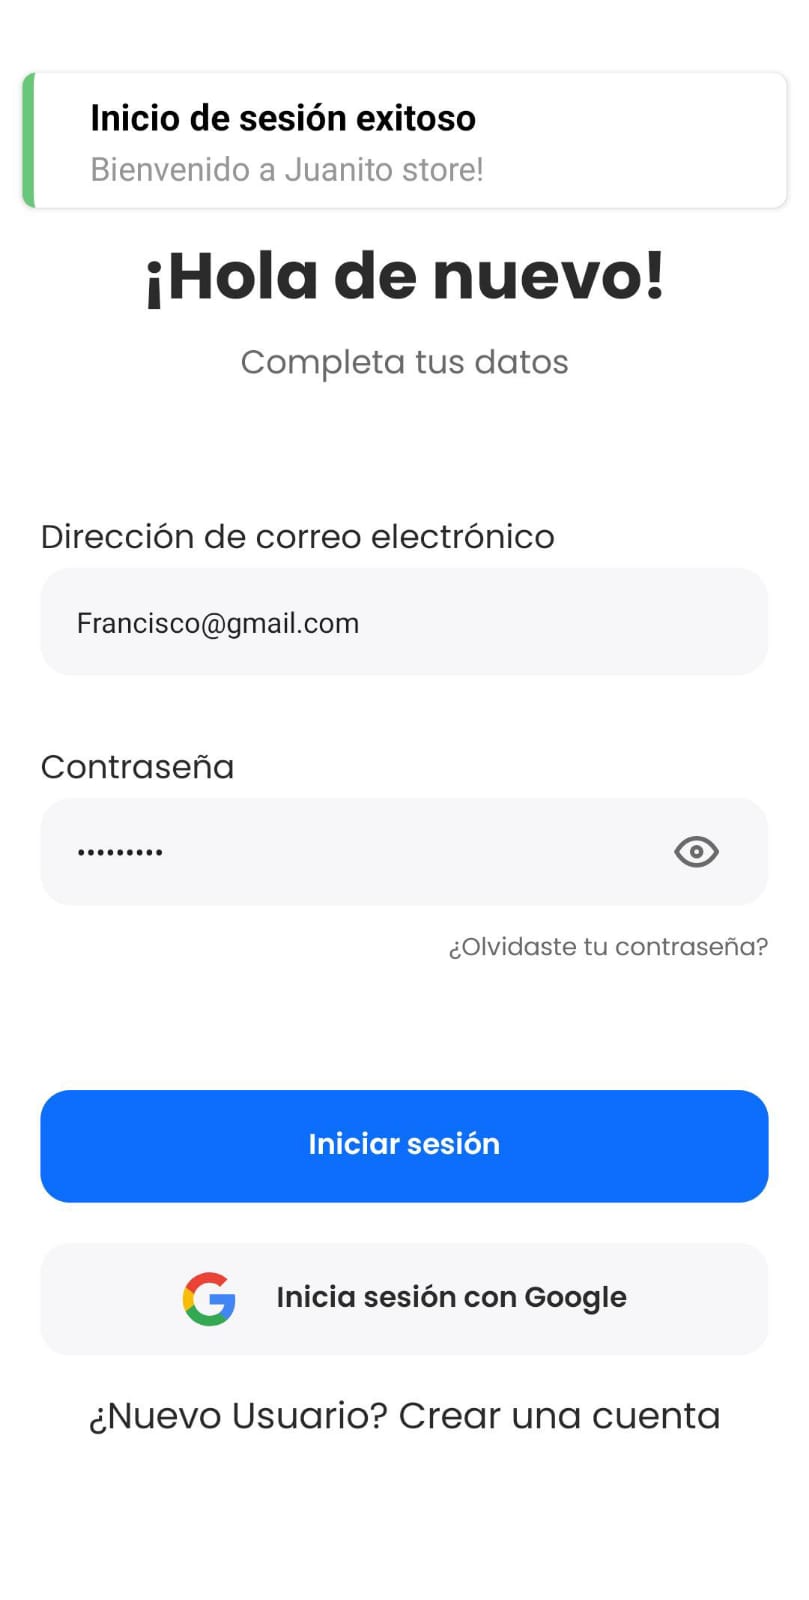 Inicio de sesión exitoso
Bienvenido a Juanito store!
¡Hola de nuevo!
Completa tus datos
Dirección de correo electrónico
Francisco@gmail.com
Contraseña
•••••••••
¿Olvidaste tu contraseña?
Iniciar sesión
Inicia sesión con Google
¿Nuevo Usuario? Crear una cuenta